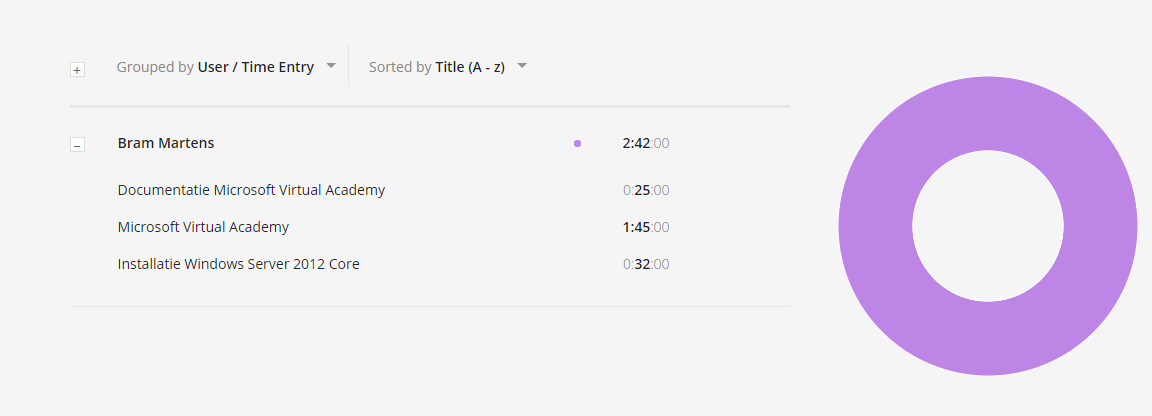 + Grouped by User / Time Entry Sorted by Title (A - z)
− Bram Martens 2:42:00
Documentatie Microsoft Virtual Academy 0:25:00
Microsoft Virtual Academy 1:45:00
Installatie Windows Server 2012 Core 0:32:00